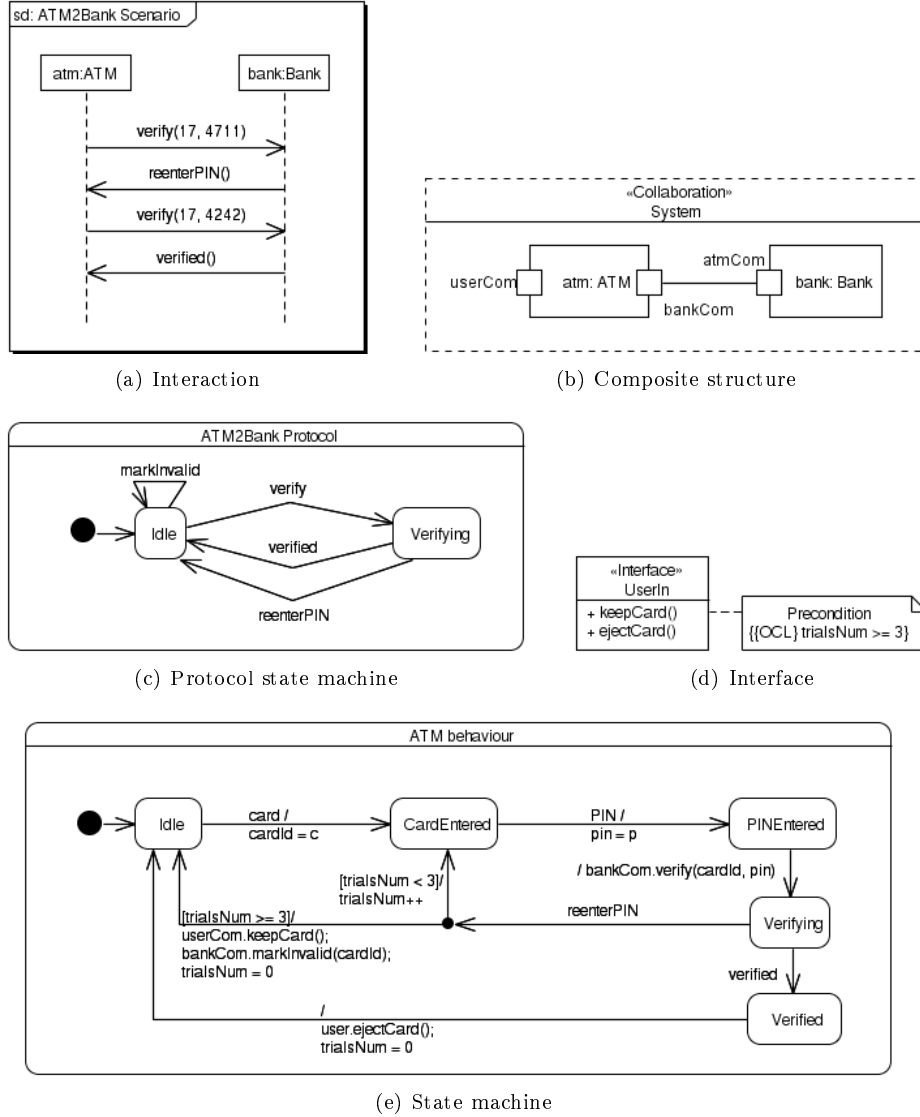 sd: ATM2Bank Scenario
atm:ATM
bank:Bank
verify(17, 4711)
reenterPIN()
verify(17, 4242)
verified()
(a) Interaction
«Collaboration»
System
userCom
atm: ATM
atmCom
bankCom
bank: Bank
(b) Composite structure
ATM2Bank Protocol
markInvalid
Idle
verify
verified
Verifying
reenterPIN
(c) Protocol state machine
«Interface»
UserIn
+ keepCard()
+ ejectCard()
Precondition
{{OCL} trialsNum >= 3}
(d) Interface
ATM behaviour
Idle
card /
cardId = c
CardEntered
PIN /
pin = p
PINEntered
/ bankCom.verify(cardId, pin)
[trialsNum < 3]/
trialsNum++
reenterPIN
Verifying
[trialsNum >= 3]/
userCom.keepCard();
bankCom.markInvalid(cardId);
trialsNum = 0
verified
Verified
/
user.ejectCard();
trialsNum = 0
(e) State machine